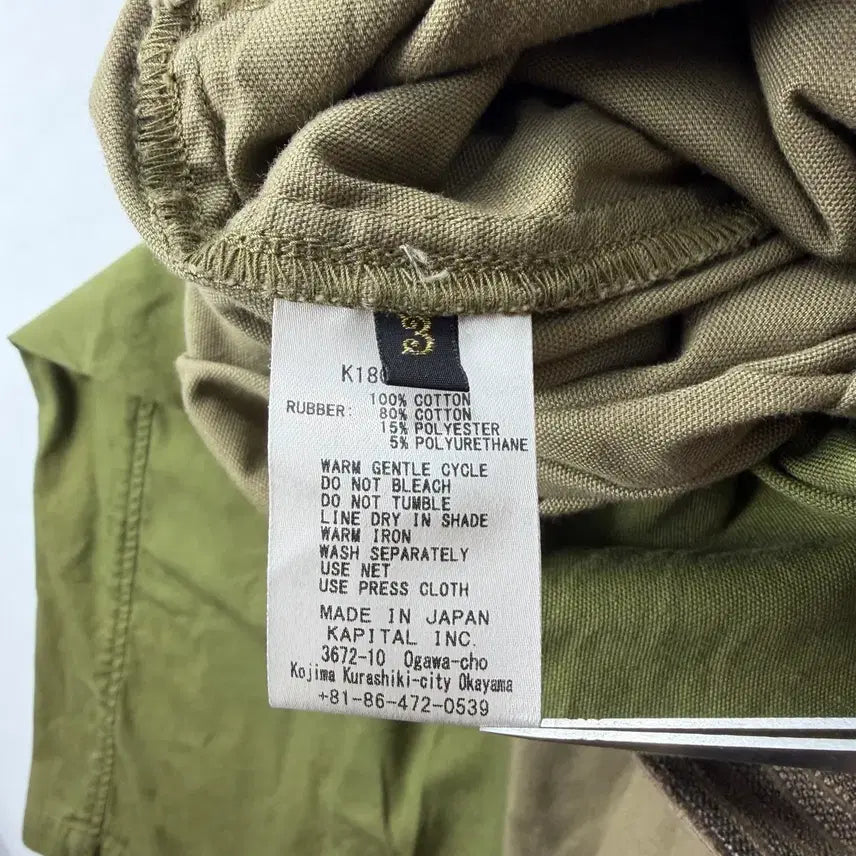 3
K18
100% COTTON
RUBBER: 80% COTTON
15% POLYESTER
5% POLYURETHANE
WARM GENTLE CYCLE
DO NOT BLEACH
DO NOT TUMBLE
LINE DRY IN SHADE
WARM IRON
WASH SEPARATELY
USE NET
USE PRESS CLOTH
MADE IN JAPAN
KAPITAL INC.
3672-10 Ogawa-cho
Kojima Kurashiki-city Okayama
+81-86-472-0539